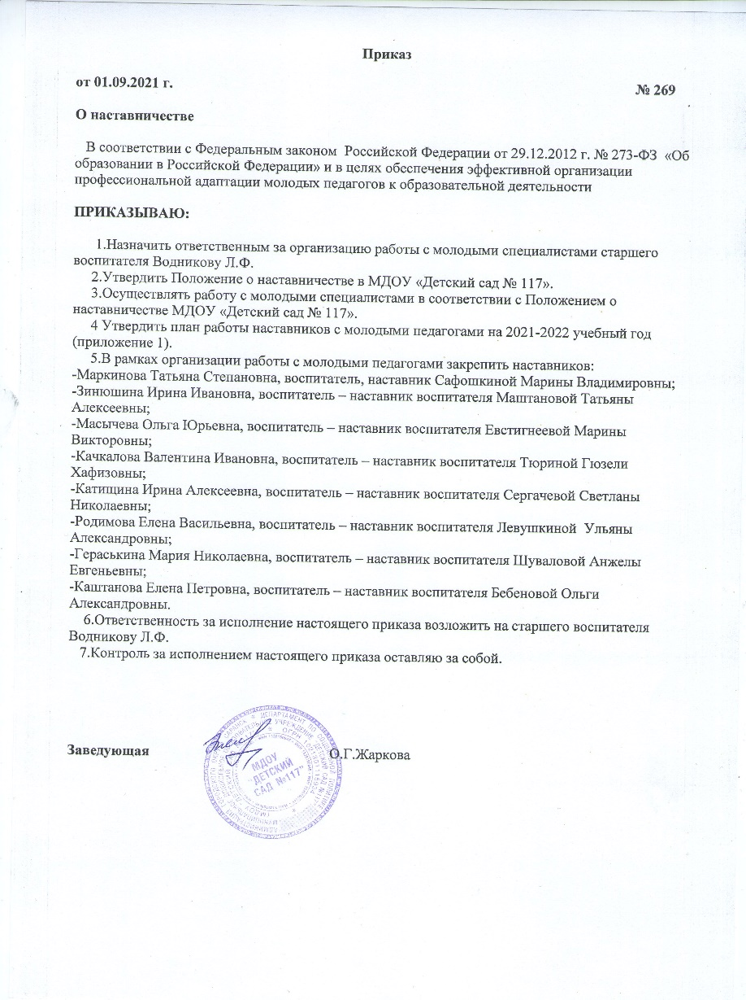 Приказ
от 01.09.2021 г.
№ 269
О наставничестве
В соответствии с Федеральным законом Российской Федерации от 29.12.2012 г. № 273-ФЗ «Об
образовании в Российской Федерации» и в целях обеспечения эффективной организации
профессиональной адаптации молодых педагогов к образовательной деятельности
ПРИКАЗЫВАЮ:
1.Назначить ответственным за организацию работы с молодыми специалистами старшего
воспитателя Водникову Л.Ф.
2.Утвердить Положение о наставничестве в МДОУ «Детский сад № 117».
3.Осуществлять работу с молодыми специалистами в соответствии с Положением о
наставничестве МДОУ «Детский сад № 117».
4 Утвердить план работы наставников с молодыми педагогами на 2021-2022 учебный год
(приложение 1).
5.В рамках организации работы с молодыми педагогами закрепить наставников:
-Маркинова Татьяна Степановна, воспитатель, наставник Сафошкиной Марины Владимировны;
-Зинюшина Ирина Ивановна, воспитатель – наставник воспитателя Маштановой Татьяны
Алексеевны;
-Масычева Ольга Юрьевна, воспитатель – наставник воспитателя Евстигнеевой Марины
Викторовны;
-Качкалова Валентина Ивановна, воспитатель – наставник воспитателя Тюриной Гюзели
Хафизовны;
-Катищина Ирина Алексеевна, воспитатель – наставник воспитателя Сергачевой Светланы
Николаевны;
-Родимова Елена Васильевна, воспитатель – наставник воспитателя Левушкиной Ульяны
Александровны;
-Гераськина Мария Николаевна, воспитатель – наставник воспитателя Шуваловой Анжелы
Евгеньевны;
-Каштанова Елена Петровна, воспитатель – наставник воспитателя Бебеновой Ольги
Александровны.
6.Ответственность за исполнение настоящего приказа возложить на старшего воспитателя
Водникову Л.Ф.
7.Контроль за исполнением настоящего приказа оставляю за собой.
Заведующая
О.Г.Жаркова
МДОУ
"ДЕТСКИЙ
САД №117"